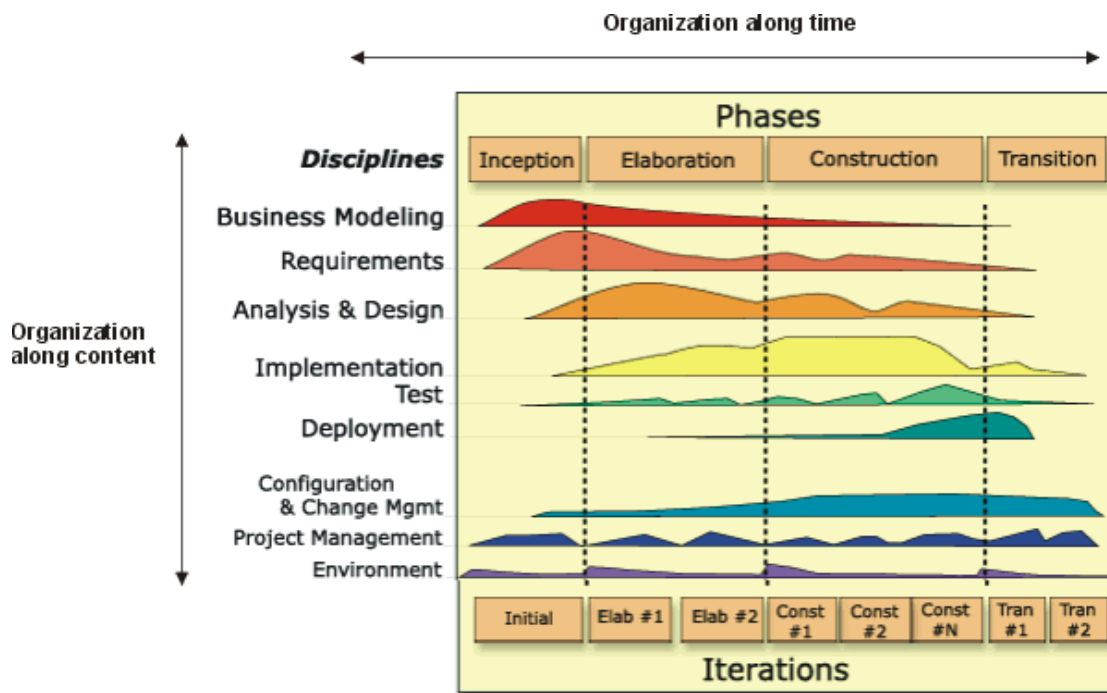 Organization along time
Phases
Disciplines
Inception
Elaboration
Construction
Transition
Business Modeling
Requirements
Analysis & Design
Organization
along content
Implementation
Test
Deployment
Configuration
& Change Mgmt
Project Management
Environment
Initial
Elab #1
Elab #2
Const
#1
Const
#2
Const
#N
Tran
#1
Tran
#2
Iterations